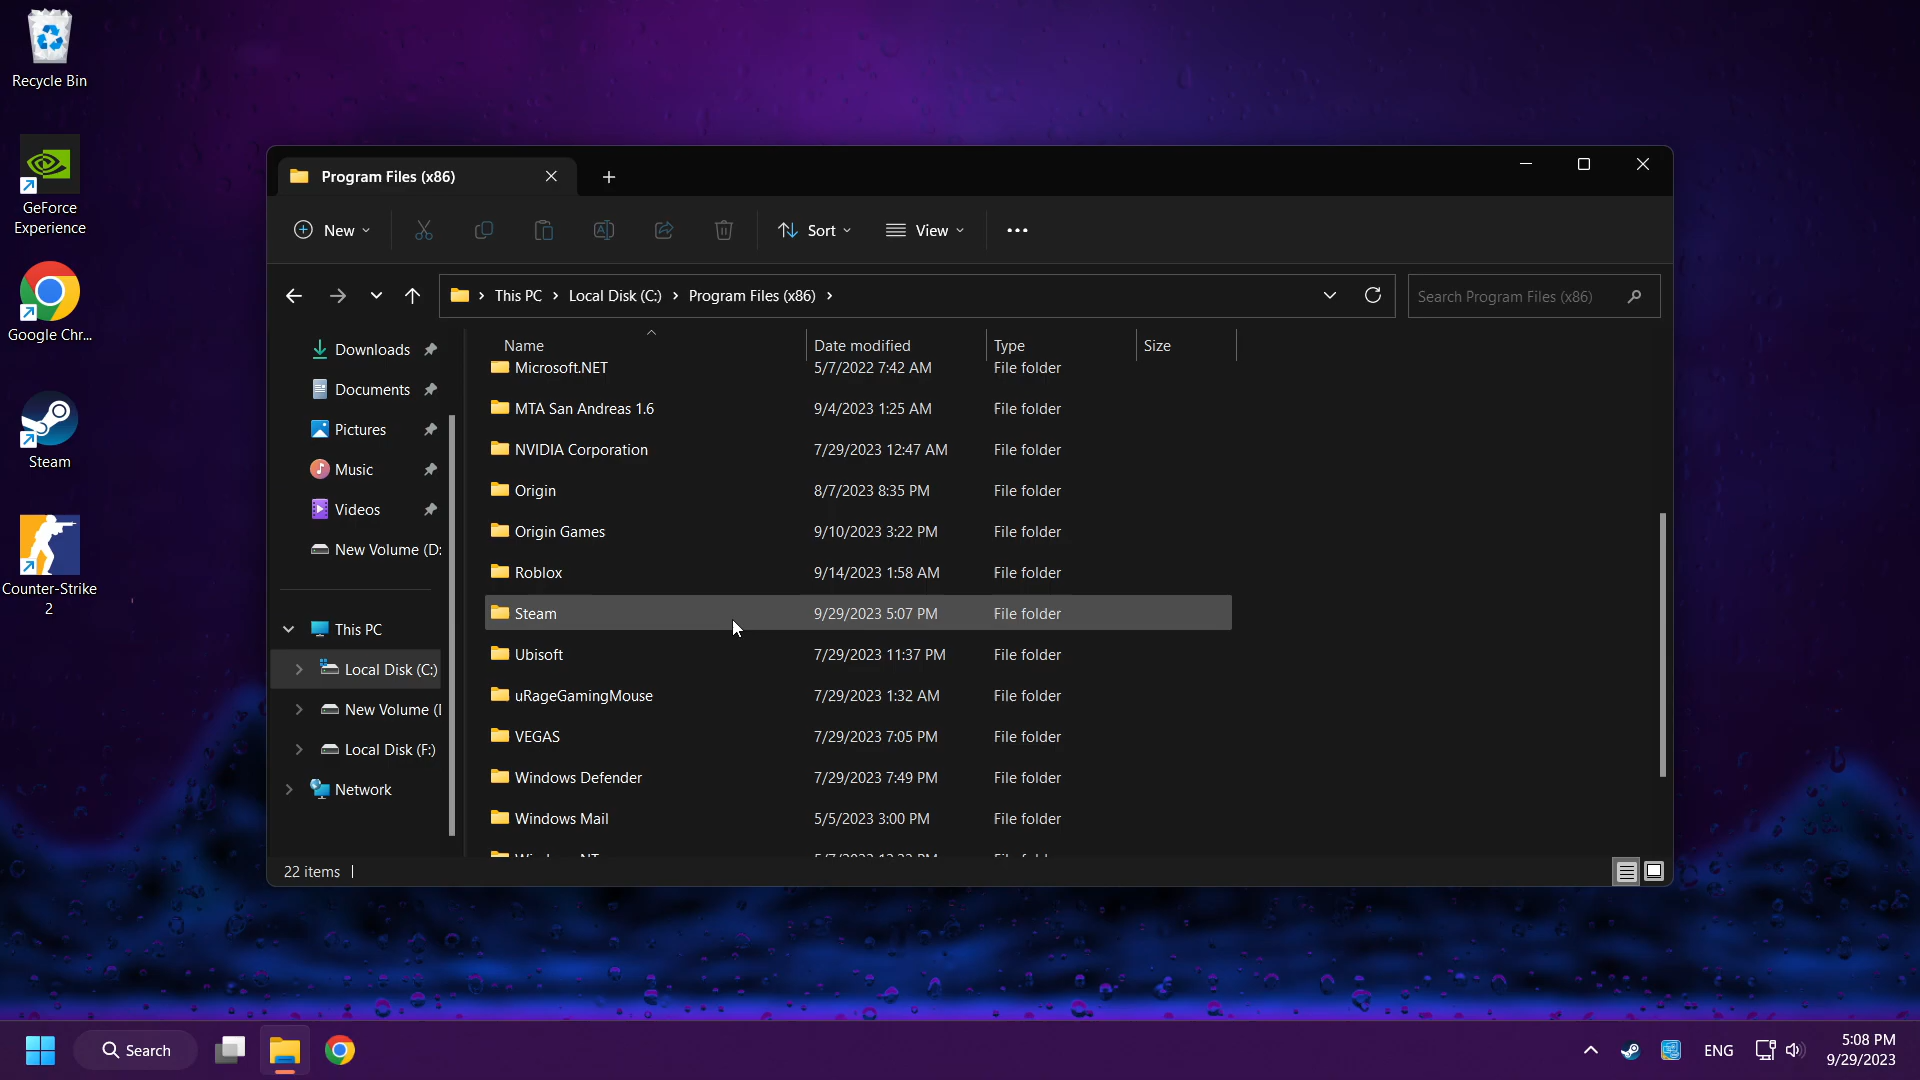 Recycle Bin
GeForce
Experience
Google Chr...
Steam
Counter-Strike
2
Program Files (x86)
New
Sort
View
This PC
Local Disk (C:)
Program Files (x86)
Search Program Files (x86)
Downloads
Documents
Pictures
Music
Videos
New Volume (D:
This PC
Local Disk (C:)
New Volume (
Local Disk (F:)
Network
Name Date modified Type Size
Microsoft.NET 5/7/2022 7:42 AM File folder
MTA San Andreas 1.6 9/4/2023 1:25 AM File folder
NVIDIA Corporation 7/29/2023 12:47 AM File folder
Origin 8/7/2023 8:35 PM File folder
Origin Games 9/10/2023 3:22 PM File folder
Roblox 9/14/2023 1:58 AM File folder
Steam 9/29/2023 5:07 PM File folder
Ubisoft 7/29/2023 11:37 PM File folder
uRageGamingMouse 7/29/2023 1:32 AM File folder
VEGAS 7/29/2023 7:05 PM File folder
Windows Defender 7/29/2023 7:49 PM File folder
Windows Mail 5/5/2023 3:00 PM File folder
22 items
Search
ENG
5:08 PM
9/29/2023